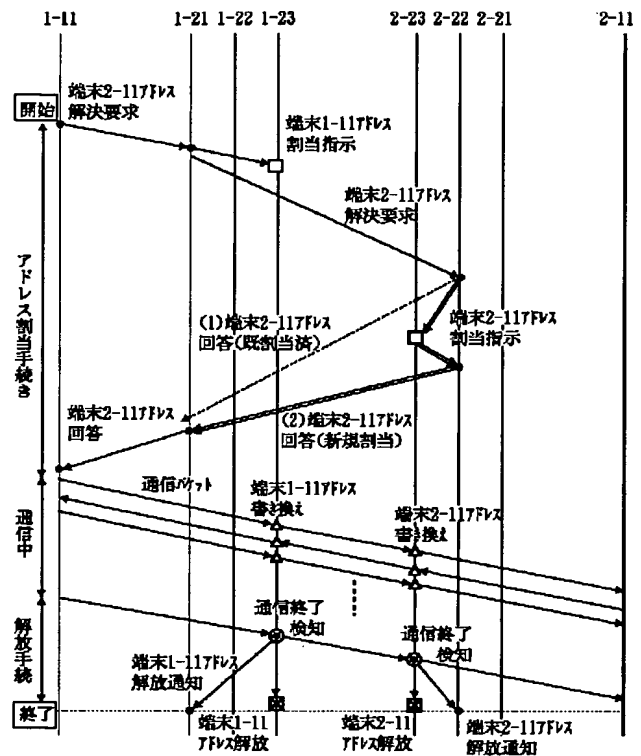 1-11 1-21 1-22 1-23 2-23 2-22 2-21 2-11
開始
端末2-11アドレス
解決要求
端末1-11アドレス
割当指示
端末2-11アドレス
解決要求
アドレス割当手続き
(1)端末2-11アドレス
回答(既割当済)
端末2-11アドレス
割当指示
端末2-11アドレス
回答
(2)端末2-11アドレス
回答(新規割当)
通信中
通信パケット
端末1-11アドレス
書き換え
端末2-11アドレス
書き換え
解放手続
通信終了
検知
通信終了
検知
端末1-11アドレス
解放通知
終了
端末1-11
アドレス解放
端末2-11
アドレス解放
端末2-11アドレス
解放通知